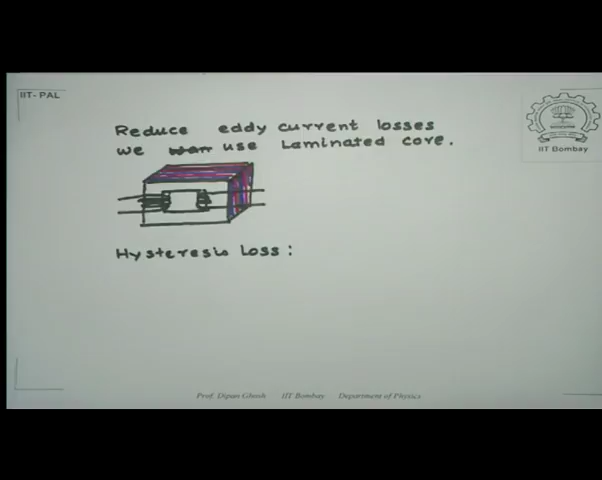 IIT- PAL
Reduce eddy current losses
we use Laminated core.
IIT Bombay
Hysteresis Loss :
Prof. Dipan Ghosh IIT Bombay Department of Physics